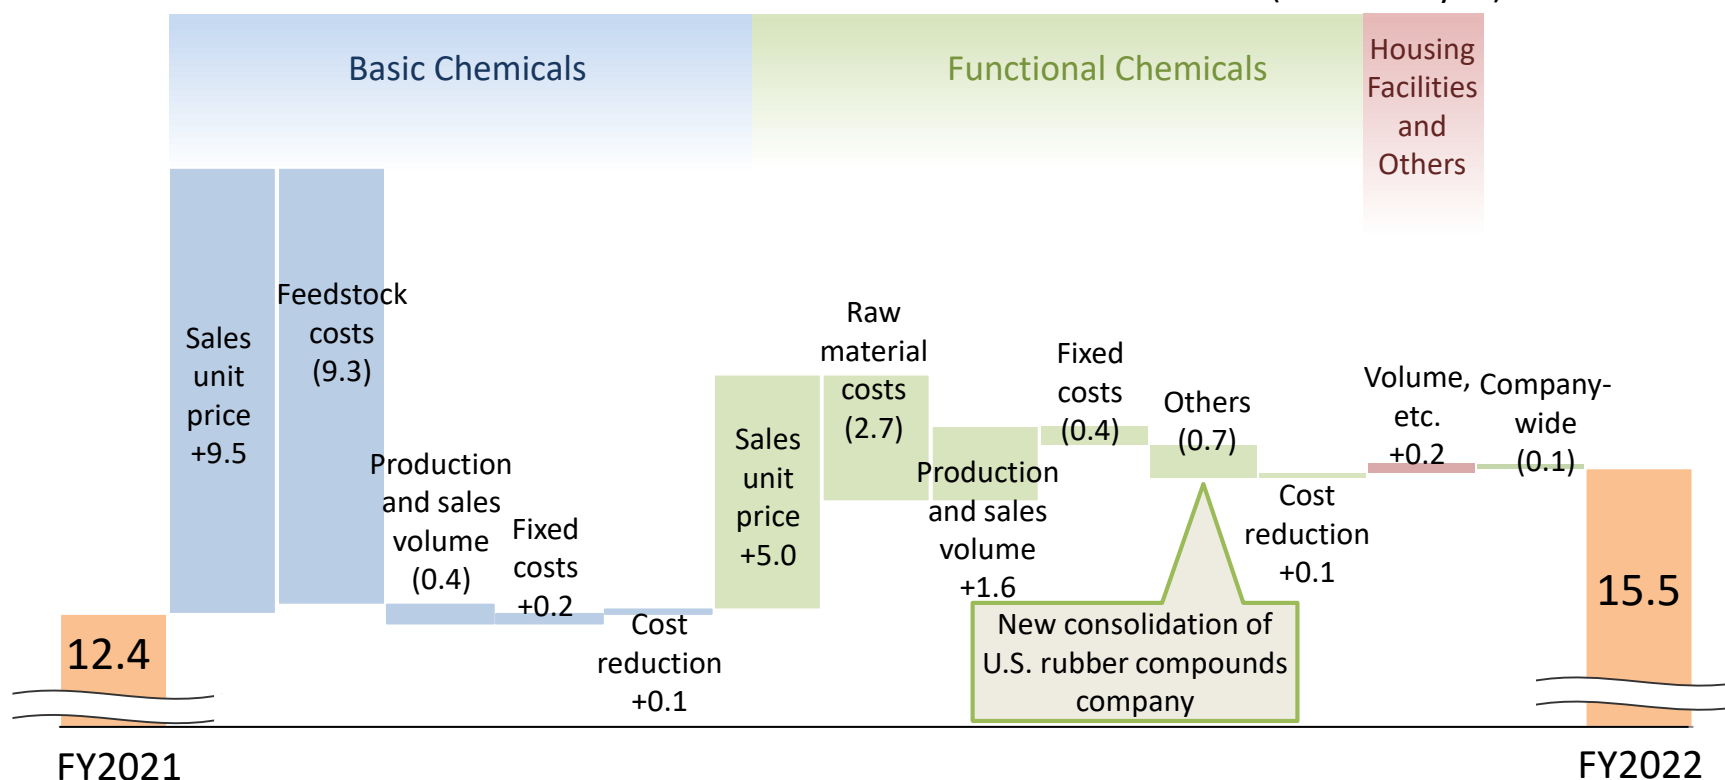 Basic Chemicals
Functional Chemicals
Housing
Facilities
and
Others
Sales
unit
price
+9.5
Feedstock
costs
(9.3)
Production
and sales
volume
(0.4)
Fixed
costs
+0.2
Cost
reduction
+0.1
Sales
unit
price
+5.0
Raw
material
costs
(2.7)
Production
and sales
volume
+1.6
Fixed
costs
(0.4)
Others
(0.7)
New consolidation of
U.S. rubber compounds
company
Cost
reduction
+0.1
Volume,
etc.
+0.2
Company-
wide
(0.1)
12.4
15.5
FY2021
FY2022